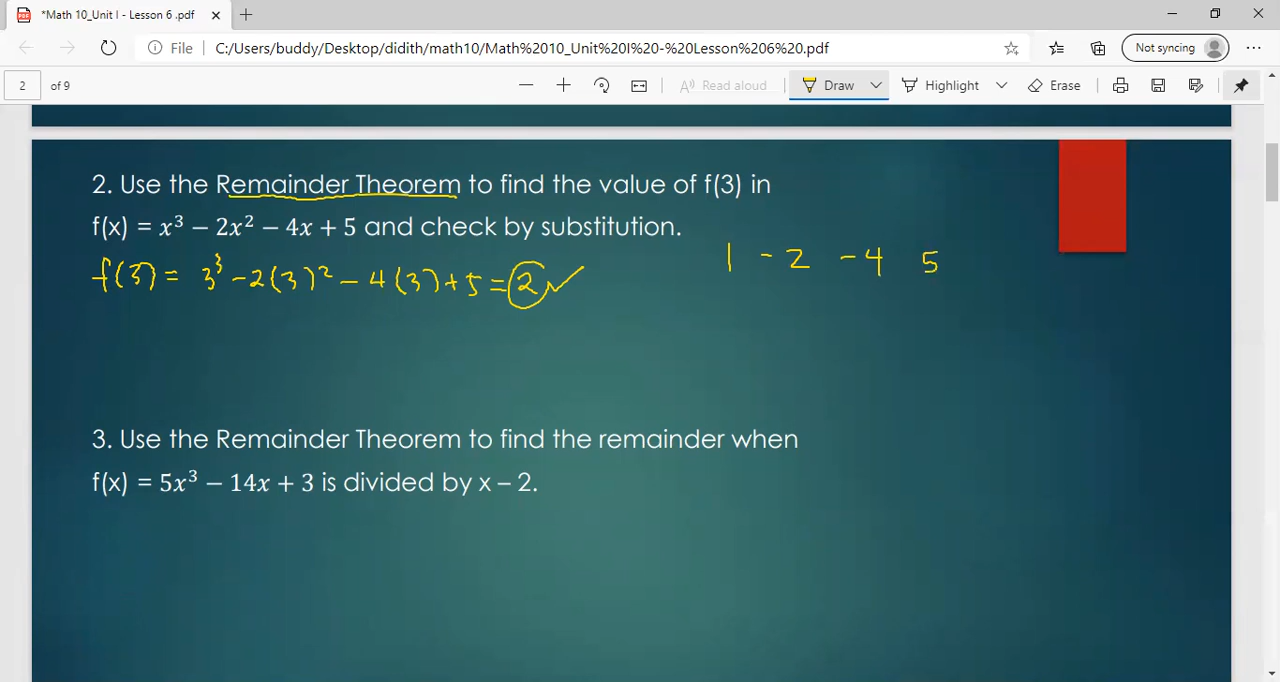 *Math 10_Unit I - Lesson 6 .pdf
File C:/Users/buddy/Desktop/didith/math10/Math%2010_Unit%20I%20-%20Lesson%206%20.pdf Not syncing
2 of 9 Read aloud Draw Highlight Erase
2. Use the Remainder Theorem to find the value of f(3) in
f(x) = x³ − 2x² − 4x + 5 and check by substitution.
1 -2 -4 5
f(3) = 3³ - 2(3)² - 4(3) + 5 = 2 ✓
3. Use the Remainder Theorem to find the remainder when
f(x) = 5x³ − 14x + 3 is divided by x – 2.